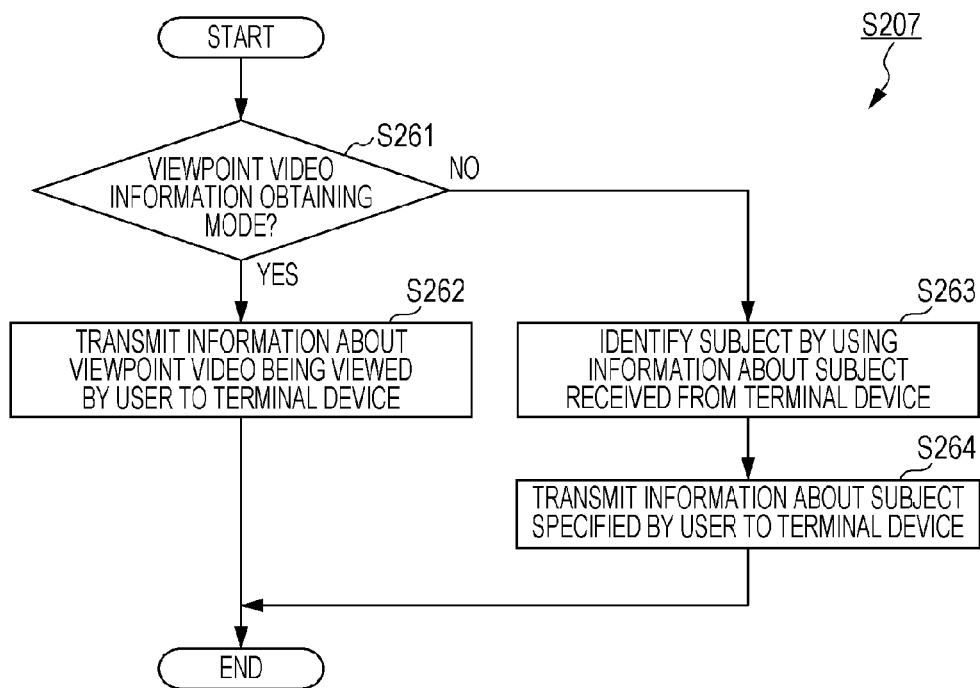 START
S207
S261
VIEWPOINT VIDEO
INFORMATION OBTAINING
MODE?
NO
YES
S262
TRANSMIT INFORMATION ABOUT
VIEWPOINT VIDEO BEING VIEWED
BY USER TO TERMINAL DEVICE
S263
IDENTIFY SUBJECT BY USING
INFORMATION ABOUT SUBJECT
RECEIVED FROM TERMINAL DEVICE
S264
TRANSMIT INFORMATION ABOUT SUBJECT
SPECIFIED BY USER TO TERMINAL DEVICE
END